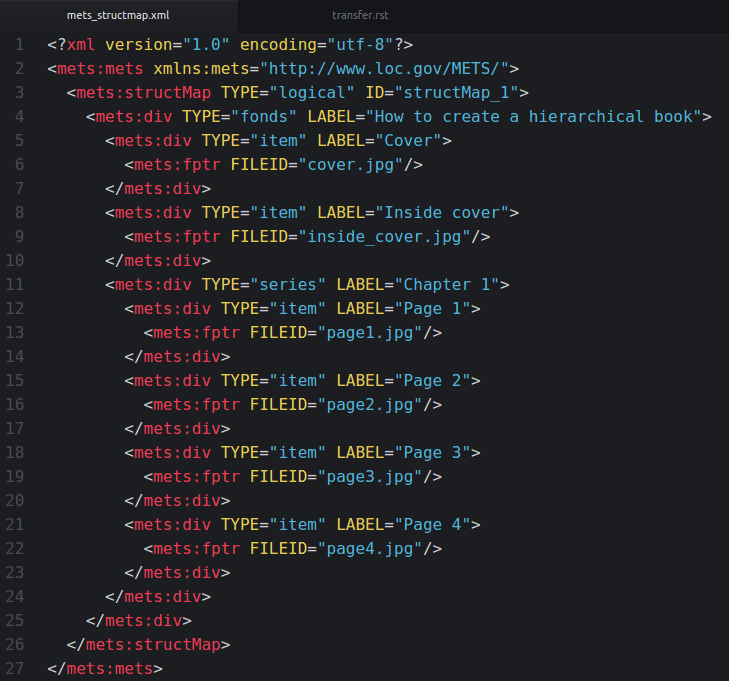 mets_structmap.xml transfer.rst
1 <?xml version="1.0" encoding="utf-8"?>
2 <mets:mets xmlns:mets="http://www.loc.gov/METS/">
3   <mets:structMap TYPE="logical" ID="structMap_1">
4     <mets:div TYPE="fonds" LABEL="How to create a hierarchical book">
5       <mets:div TYPE="item" LABEL="Cover">
6         <mets:fptr FILEID="cover.jpg"/>
7       </mets:div>
8       <mets:div TYPE="item" LABEL="Inside cover">
9         <mets:fptr FILEID="inside_cover.jpg"/>
10       </mets:div>
11       <mets:div TYPE="series" LABEL="Chapter 1">
12         <mets:div TYPE="item" LABEL="Page 1">
13           <mets:fptr FILEID="page1.jpg"/>
14         </mets:div>
15         <mets:div TYPE="item" LABEL="Page 2">
16           <mets:fptr FILEID="page2.jpg"/>
17         </mets:div>
18         <mets:div TYPE="item" LABEL="Page 3">
19           <mets:fptr FILEID="page3.jpg"/>
20         </mets:div>
21         <mets:div TYPE="item" LABEL="Page 4">
22           <mets:fptr FILEID="page4.jpg"/>
23         </mets:div>
24       </mets:div>
25     </mets:div>
26   </mets:structMap>
27 </mets:mets>